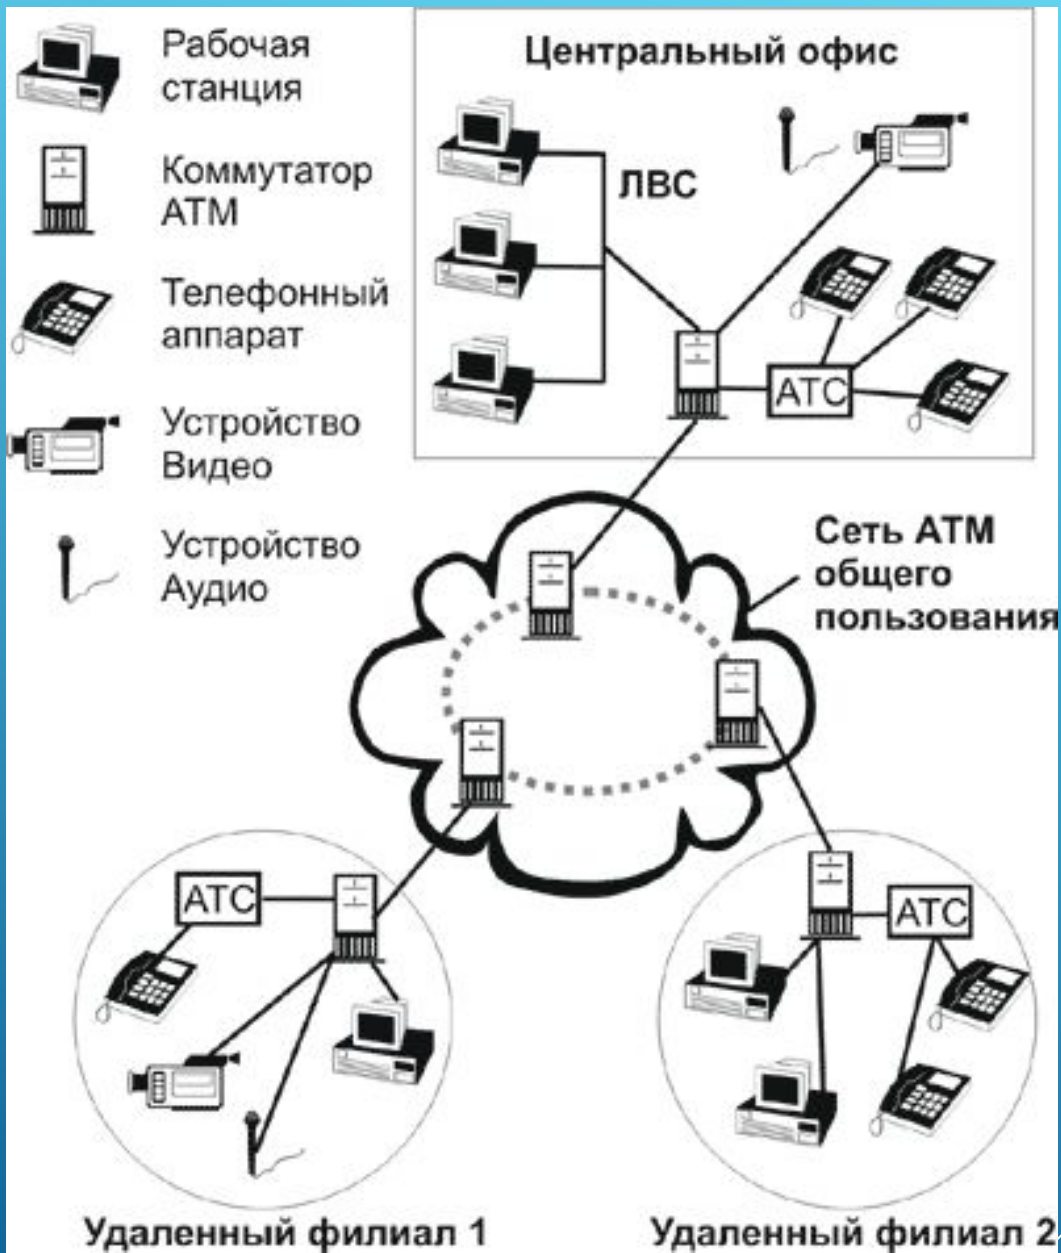 Рабочая
станция
Коммутатор
АТМ
Телефонный
аппарат
Устройство
Видео
Устройство
Аудио
Центральный офис
ЛВС
АТС
Сеть АТМ
общего
пользования
АТС
АТС
Удаленный филиал 1
Удаленный филиал 2